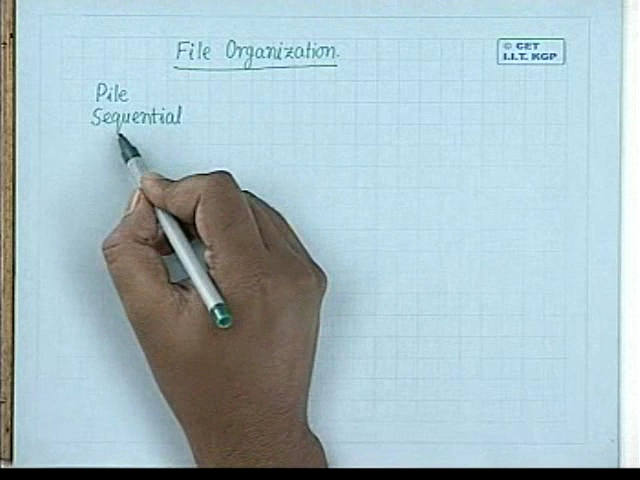 File Organization.
© CET
I.I.T. KGP
Pile
Sequential